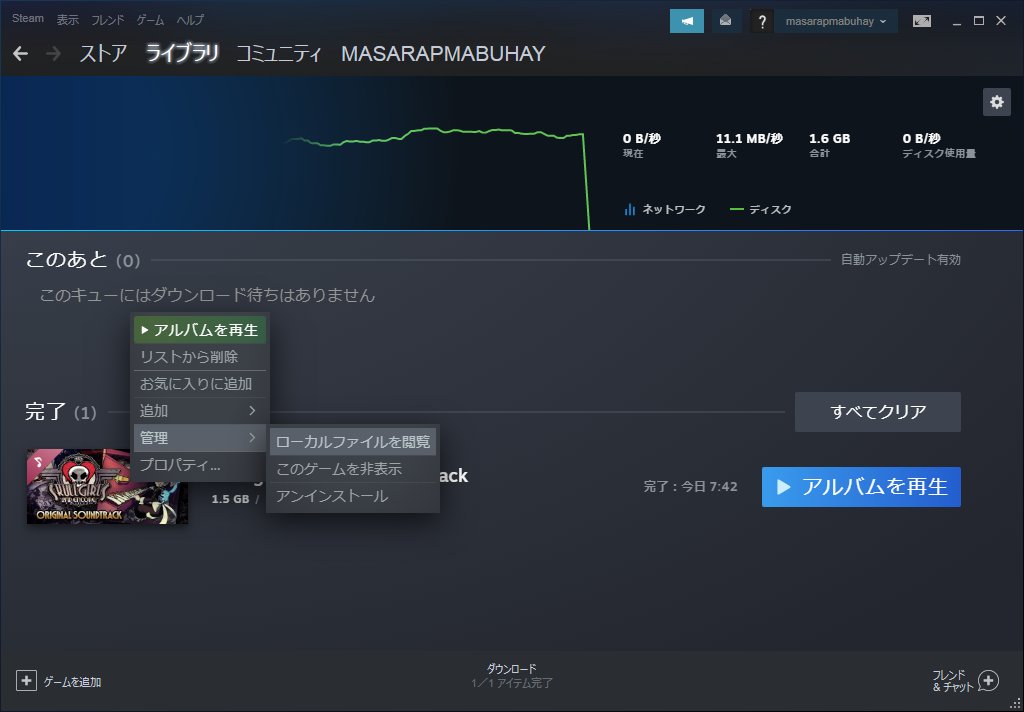 Steam 表示 フレンド ゲーム ヘルプ
? masarapmabuhay
ストア ライブラリ コミュニティ MASARAPMABUHAY
0 B/秒 11.1 MB/秒 1.6 GB 0 B/秒
現在 最大 合計 ディスク使用量
ネットワーク ディスク
このあと (0) 自動アップデート有効
このキューにはダウンロード待ちはありません
アルバムを再生
リストから削除
お気に入りに追加
追加
管理
プロパティ...
ローカルファイルを閲覧
このゲームを非表示
アンインストール
完了 (1) すべてクリア
SKULLGIRLS
2ND ENCORE
ORIGINAL SOUNDTRACK
ack
1.5 GB /
完了：今日 7:42 アルバムを再生
ゲームを追加
ダウンロード
1／1 アイテム完了
フレンド
& チャット